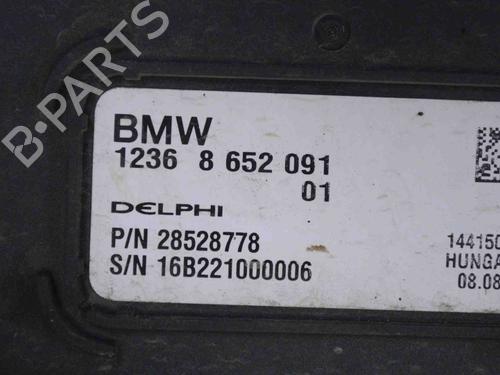 BMW
1236 8 652 091
01
DELPHI
P/N 28528778
S/N 16B221000006
144150
HUNGA
08.08
B-PARTS